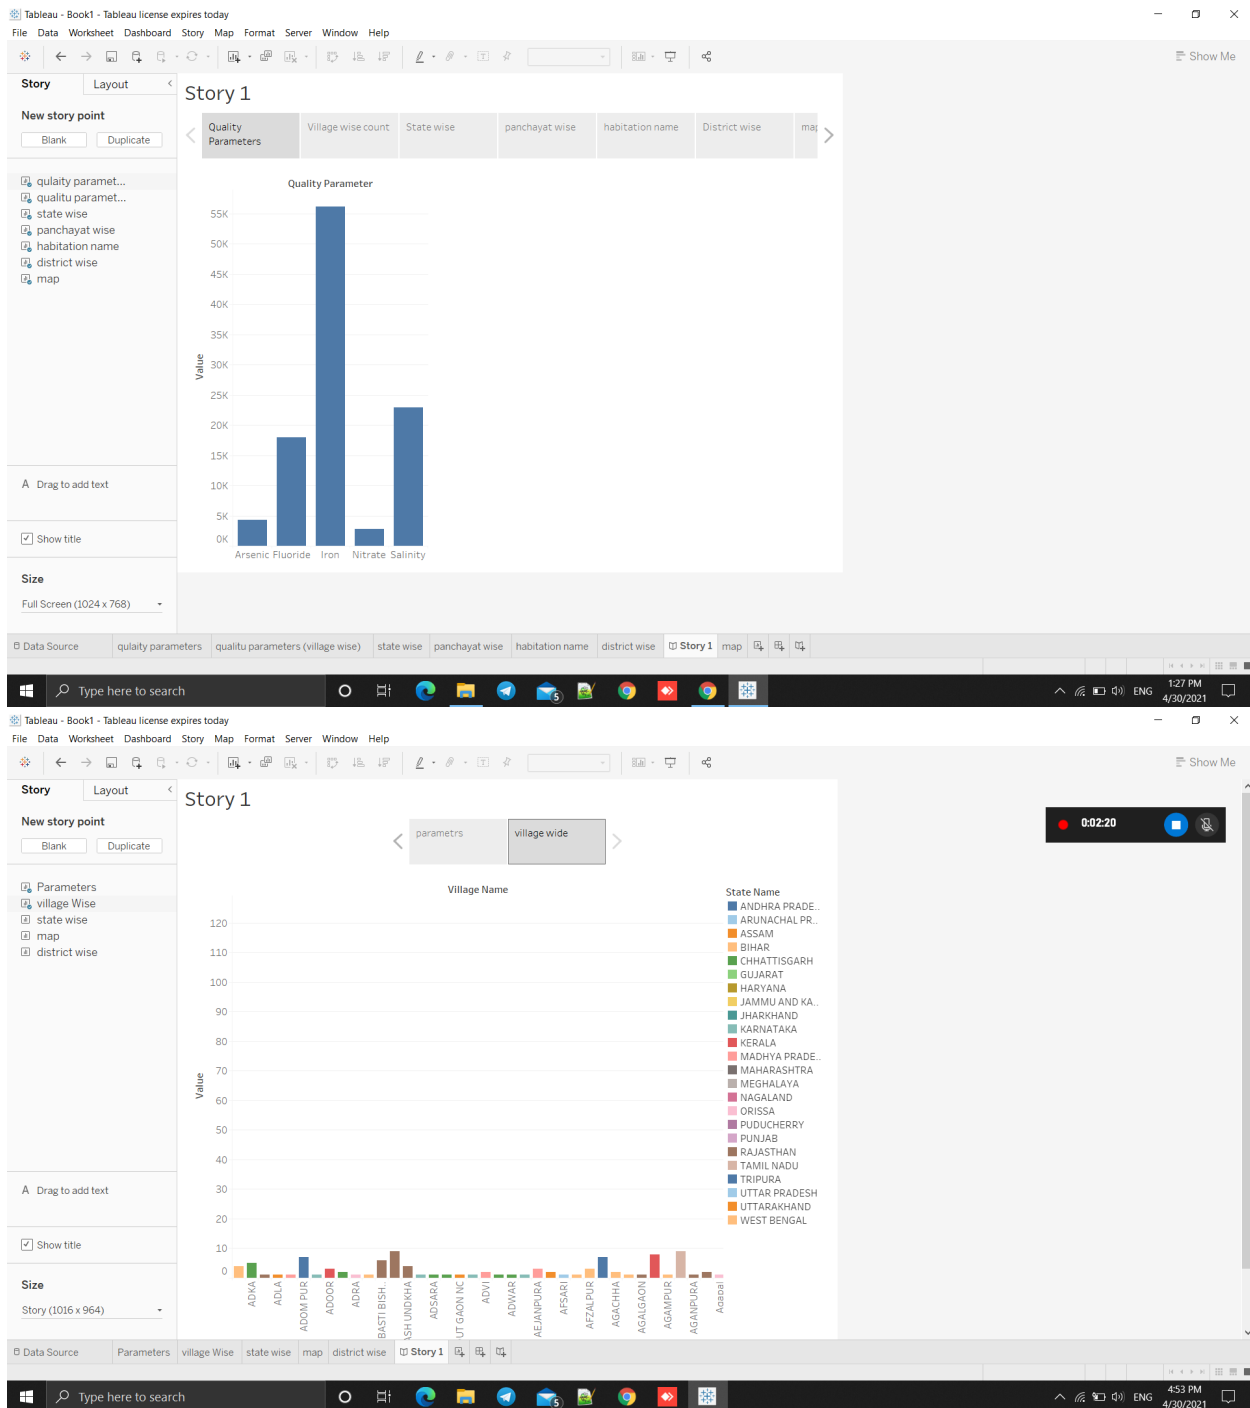 Tableau - Book1 - Tableau license expires today
File Data Worksheet Dashboard Story Map Format Server Window Help
Show Me
Story Layout
Story 1
New story point
Blank Duplicate
Quality Parameters
Village wise count
State wise
panchayat wise
habitation name
District wise
map
qulaity paramet...
qualitu paramet...
state wise
panchayat wise
habitation name
district wise
map
Quality Parameter
Value
55K
50K
45K
40K
35K
30K
25K
20K
15K
10K
5K
0K
Arsenic Fluoride Iron Nitrate Salinity
A Drag to add text
Show title
Size
Full Screen (1024 x 768)
Data Source qulaity parameters qualitu parameters (village wise) state wise panchayat wise habitation name district wise Story 1 map
Type here to search
5
ENG
1:27 PM
4/30/2021
Tableau - Book1 - Tableau license expires today
File Data Worksheet Dashboard Story Map Format Server Window Help
Show Me
Story Layout
Story 1
New story point
Blank Duplicate
parametrs
village wide
0:02:20
Parameters
village Wise
state wise
map
district wise
Village Name
Value
120
110
100
90
80
70
60
50
40
30
20
10
0
ADKA
ADLA
ADOM PUR
ADOOR
ADRA
BASTI BISH..
ASH UNDKHA
ADSARA
UT GAON NC
ADVI
ADWAR
AEJANPURA
AFSARI
AFZALPUR
AGACHHA
AGALGAON
AGAMPUR
AGANPURA
Agapal
State Name
ANDHRA PRADE..
ARUNACHAL PR..
ASSAM
BIHAR
CHHATTISGARH
GUJARAT
HARYANA
JAMMU AND KA..
JHARKHAND
KARNATAKA
KERALA
MADHYA PRADE..
MAHARASHTRA
MEGHALAYA
NAGALAND
ORISSA
PUDUCHERRY
PUNJAB
RAJASTHAN
TAMIL NADU
TRIPURA
UTTAR PRADESH
UTTARAKHAND
WEST BENGAL
A Drag to add text
Show title
Size
Story (1016 x 964)
Data Source Parameters village Wise state wise map district wise Story 1
Type here to search
5
ENG
4:53 PM
4/30/2021